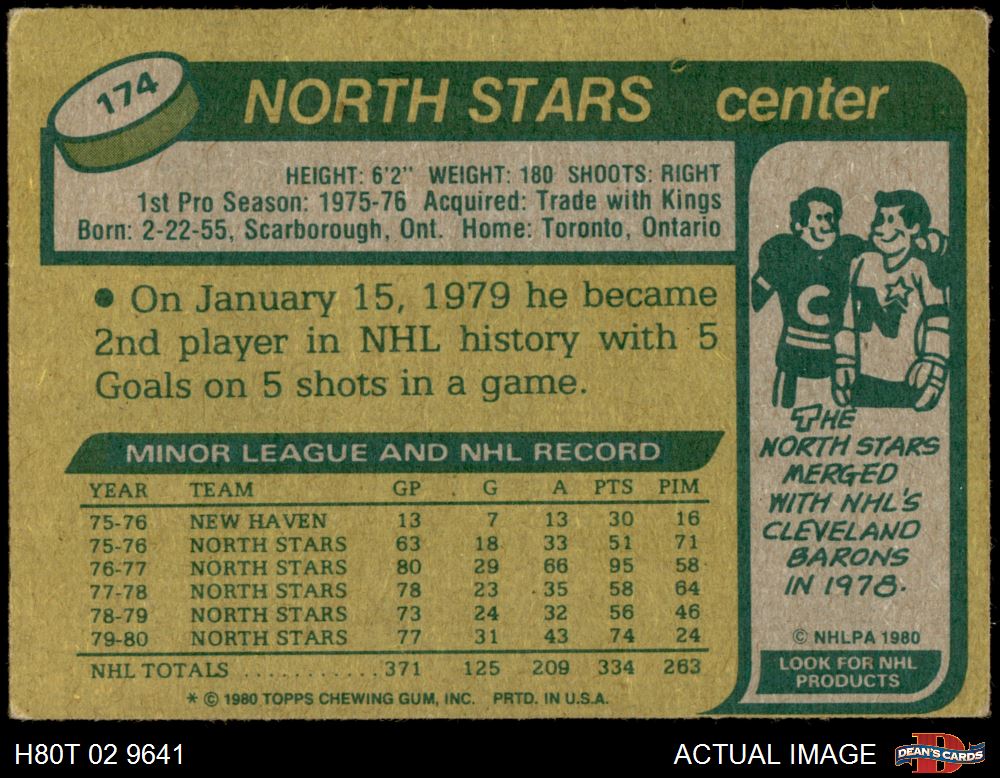 174
NORTH STARS center
HEIGHT: 6'2" WEIGHT: 180 SHOOTS: RIGHT
1st Pro Season: 1975-76 Acquired: Trade with Kings
Born: 2-22-55, Scarborough, Ont. Home: Toronto, Ontario
● On January 15, 1979 he became
2nd player in NHL history with 5
Goals on 5 shots in a game.
MINOR LEAGUE AND NHL RECORD
YEAR TEAM GP G A PTS PIM
75-76 NEW HAVEN 13 7 13 30 16
75-76 NORTH STARS 63 18 33 51 71
76-77 NORTH STARS 80 29 66 95 58
77-78 NORTH STARS 78 23 35 58 64
78-79 NORTH STARS 73 24 32 56 46
79-80 NORTH STARS 77 31 43 74 24
NHL TOTALS ............ 371 125 209 334 263
* © 1980 TOPPS CHEWING GUM, INC. PRTD. IN U.S.A.
C
THE
NORTH STARS
MERGED
WITH NHL'S
CLEVELAND
BARONS
IN 1978.
© NHLPA 1980
LOOK FOR NHL
PRODUCTS
H80T 02 9641
ACTUAL IMAGE
DEAN'S CARDS